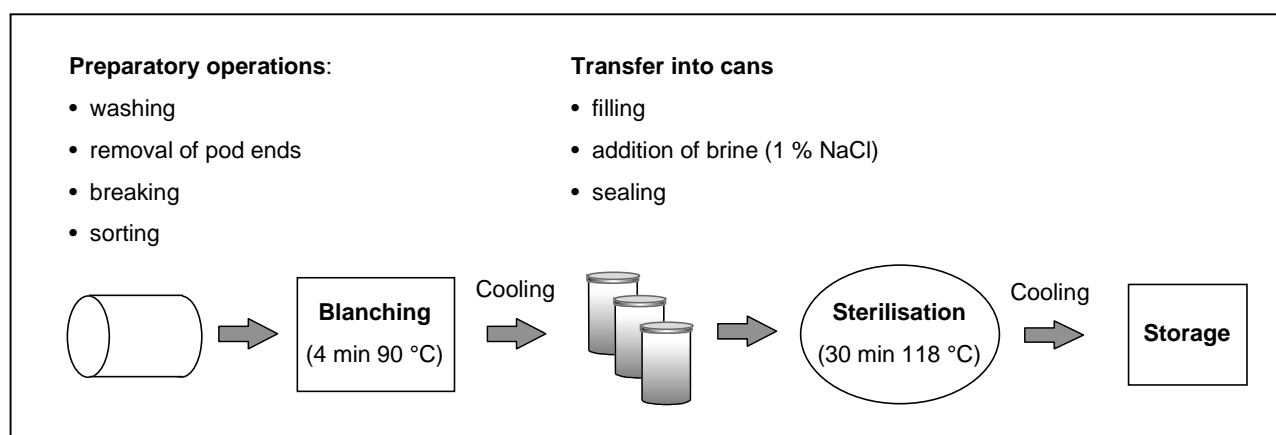 Preparatory operations:
• washing
• removal of pod ends
• breaking
• sorting
Transfer into cans
• filling
• addition of brine (1 % NaCl)
• sealing
Blanching
(4 min 90 °C)
Cooling
Sterilisation
(30 min 118 °C)
Cooling
Storage